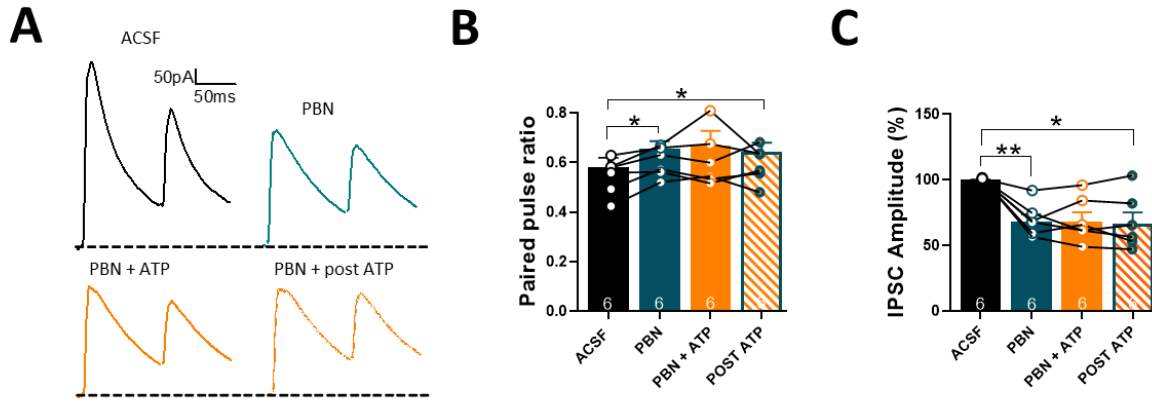 A
ACSF
50pA
50ms
PBN
PBN + ATP
PBN + post ATP
B
Paired pulse ratio
0.8
0.6
0.4
0.2
0.0
*
*
6
6
6
ACSF
PBN
PBN + ATP
POST ATP
C
IPSC Amplitude (%)
150
100
50
0
*
**
6
6
6
ACSF
PBN
PBN + ATP
POST ATP